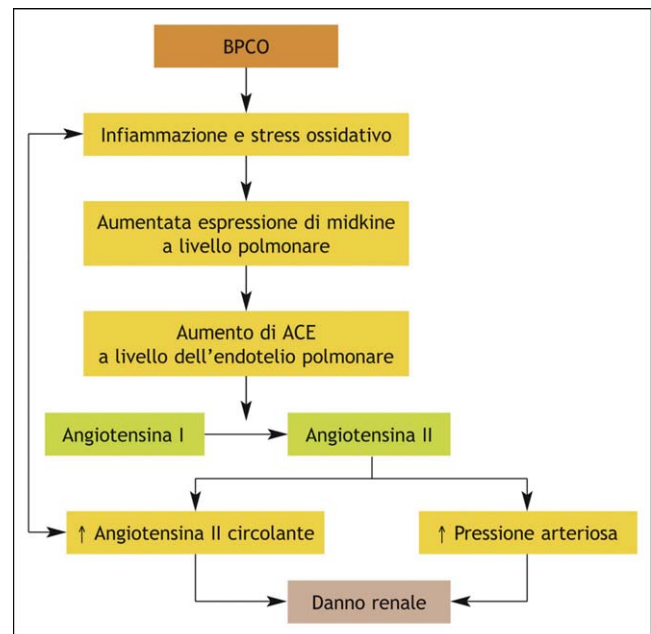 BPCO
Infiammazione e stress ossidativo
Aumentata espressione di midkine
a livello polmonare
Aumento di ACE
a livello dell’endotelio polmonare
Angiotensina I
Angiotensina II
↑ Angiotensina II circolante
↑ Pressione arteriosa
Danno renale